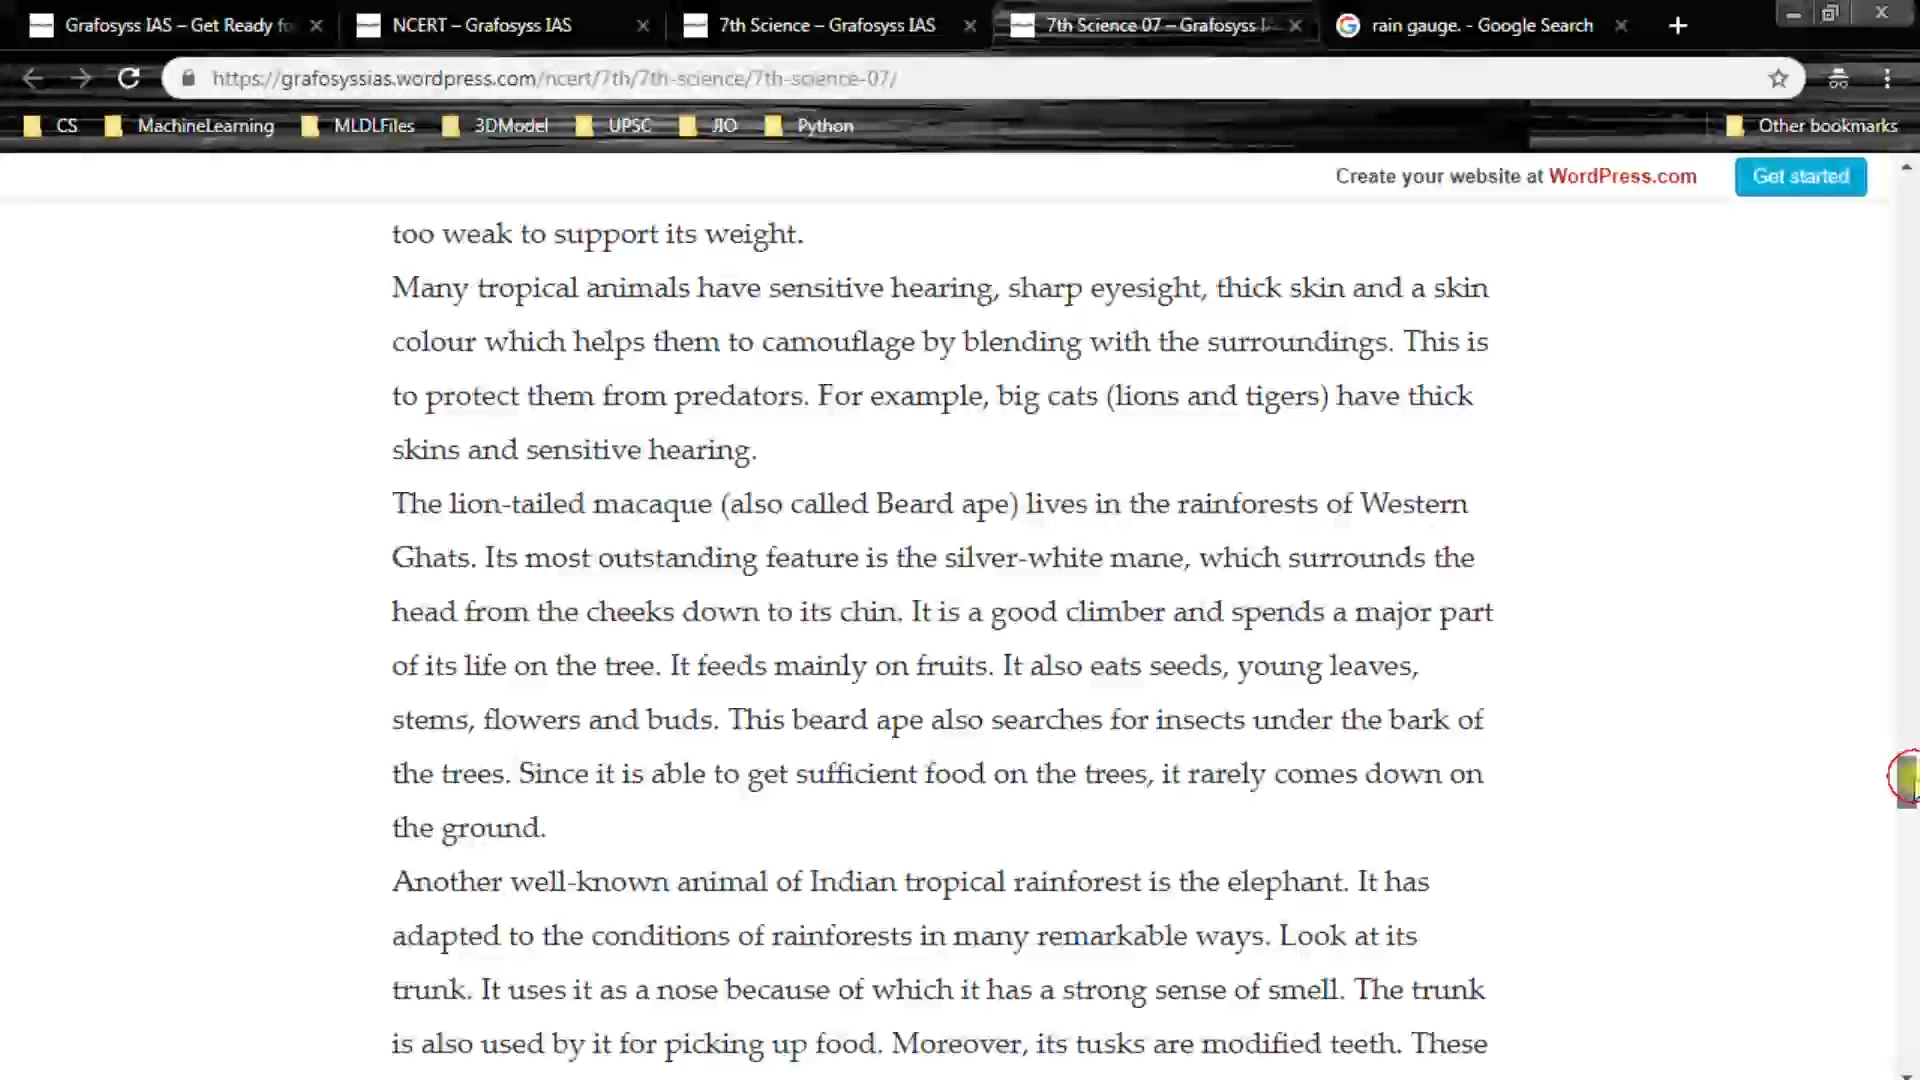 Grafosyss IAS – Get Ready fo
NCERT – Grafosyss IAS
7th Science – Grafosyss IAS
7th Science 07 – Grafosyss I
rain gauge. - Google Search
https://grafosyssias.wordpress.com/ncert/7th/7th-science/7th-science-07/
CS
MachineLearning
MLDLFiles
3DModel
UPSC
JIO
Python
Other bookmarks
Create your website at WordPress.com
Get started
too weak to support its weight.
Many tropical animals have sensitive hearing, sharp eyesight, thick skin and a skin
colour which helps them to camouflage by blending with the surroundings. This is
to protect them from predators. For example, big cats (lions and tigers) have thick
skins and sensitive hearing.
The lion-tailed macaque (also called Beard ape) lives in the rainforests of Western
Ghats. Its most outstanding feature is the silver-white mane, which surrounds the
head from the cheeks down to its chin. It is a good climber and spends a major part
of its life on the tree. It feeds mainly on fruits. It also eats seeds, young leaves,
stems, flowers and buds. This beard ape also searches for insects under the bark of
the trees. Since it is able to get sufficient food on the trees, it rarely comes down on
the ground.
Another well-known animal of Indian tropical rainforest is the elephant. It has
adapted to the conditions of rainforests in many remarkable ways. Look at its
trunk. It uses it as a nose because of which it has a strong sense of smell. The trunk
is also used by it for picking up food. Moreover, its tusks are modified teeth. These